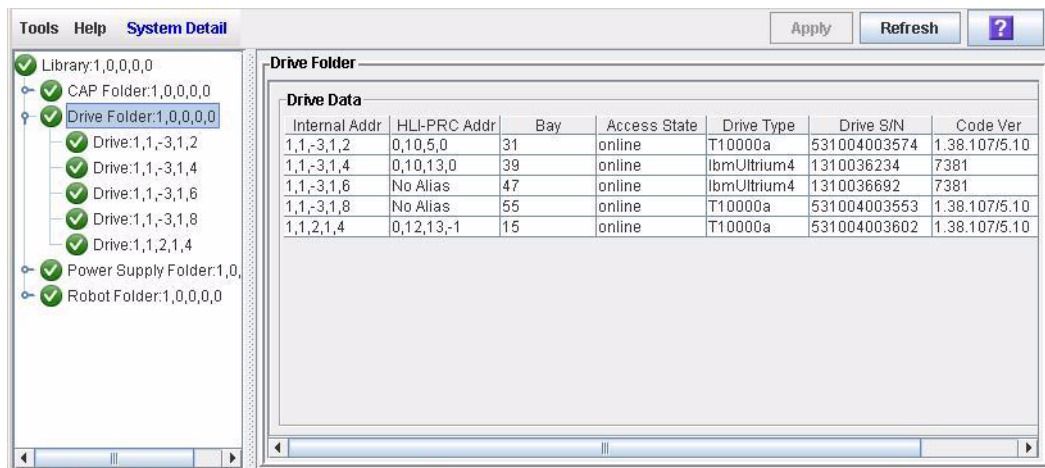 Tools Help System Detail Apply Refresh ?
Library:1,0,0,0,0
CAP Folder:1,0,0,0,0
Drive Folder:1,0,0,0,0
Drive:1,1,-3,1,2
Drive:1,1,-3,1,4
Drive:1,1,-3,1,6
Drive:1,1,-3,1,8
Drive:1,1,2,1,4
Power Supply Folder:1,0,
Robot Folder:1,0,0,0,0
Drive Folder
Drive Data
Internal Addr HLI-PRC Addr Bay Access State Drive Type Drive S/N Code Ver
1,1,-3,1,2 0,10,5,0 31 online T10000a 531004003574 1.38.107/5.10
1,1,-3,1,4 0,10,13,0 39 online IbmUltrium4 1310036234 7381
1,1,-3,1,6 No Alias 47 online IbmUltrium4 1310036692 7381
1,1,-3,1,8 No Alias 55 online T10000a 531004003553 1.38.107/5.10
1,1,2,1,4 0,12,13,-1 15 online T10000a 531004003602 1.38.107/5.10